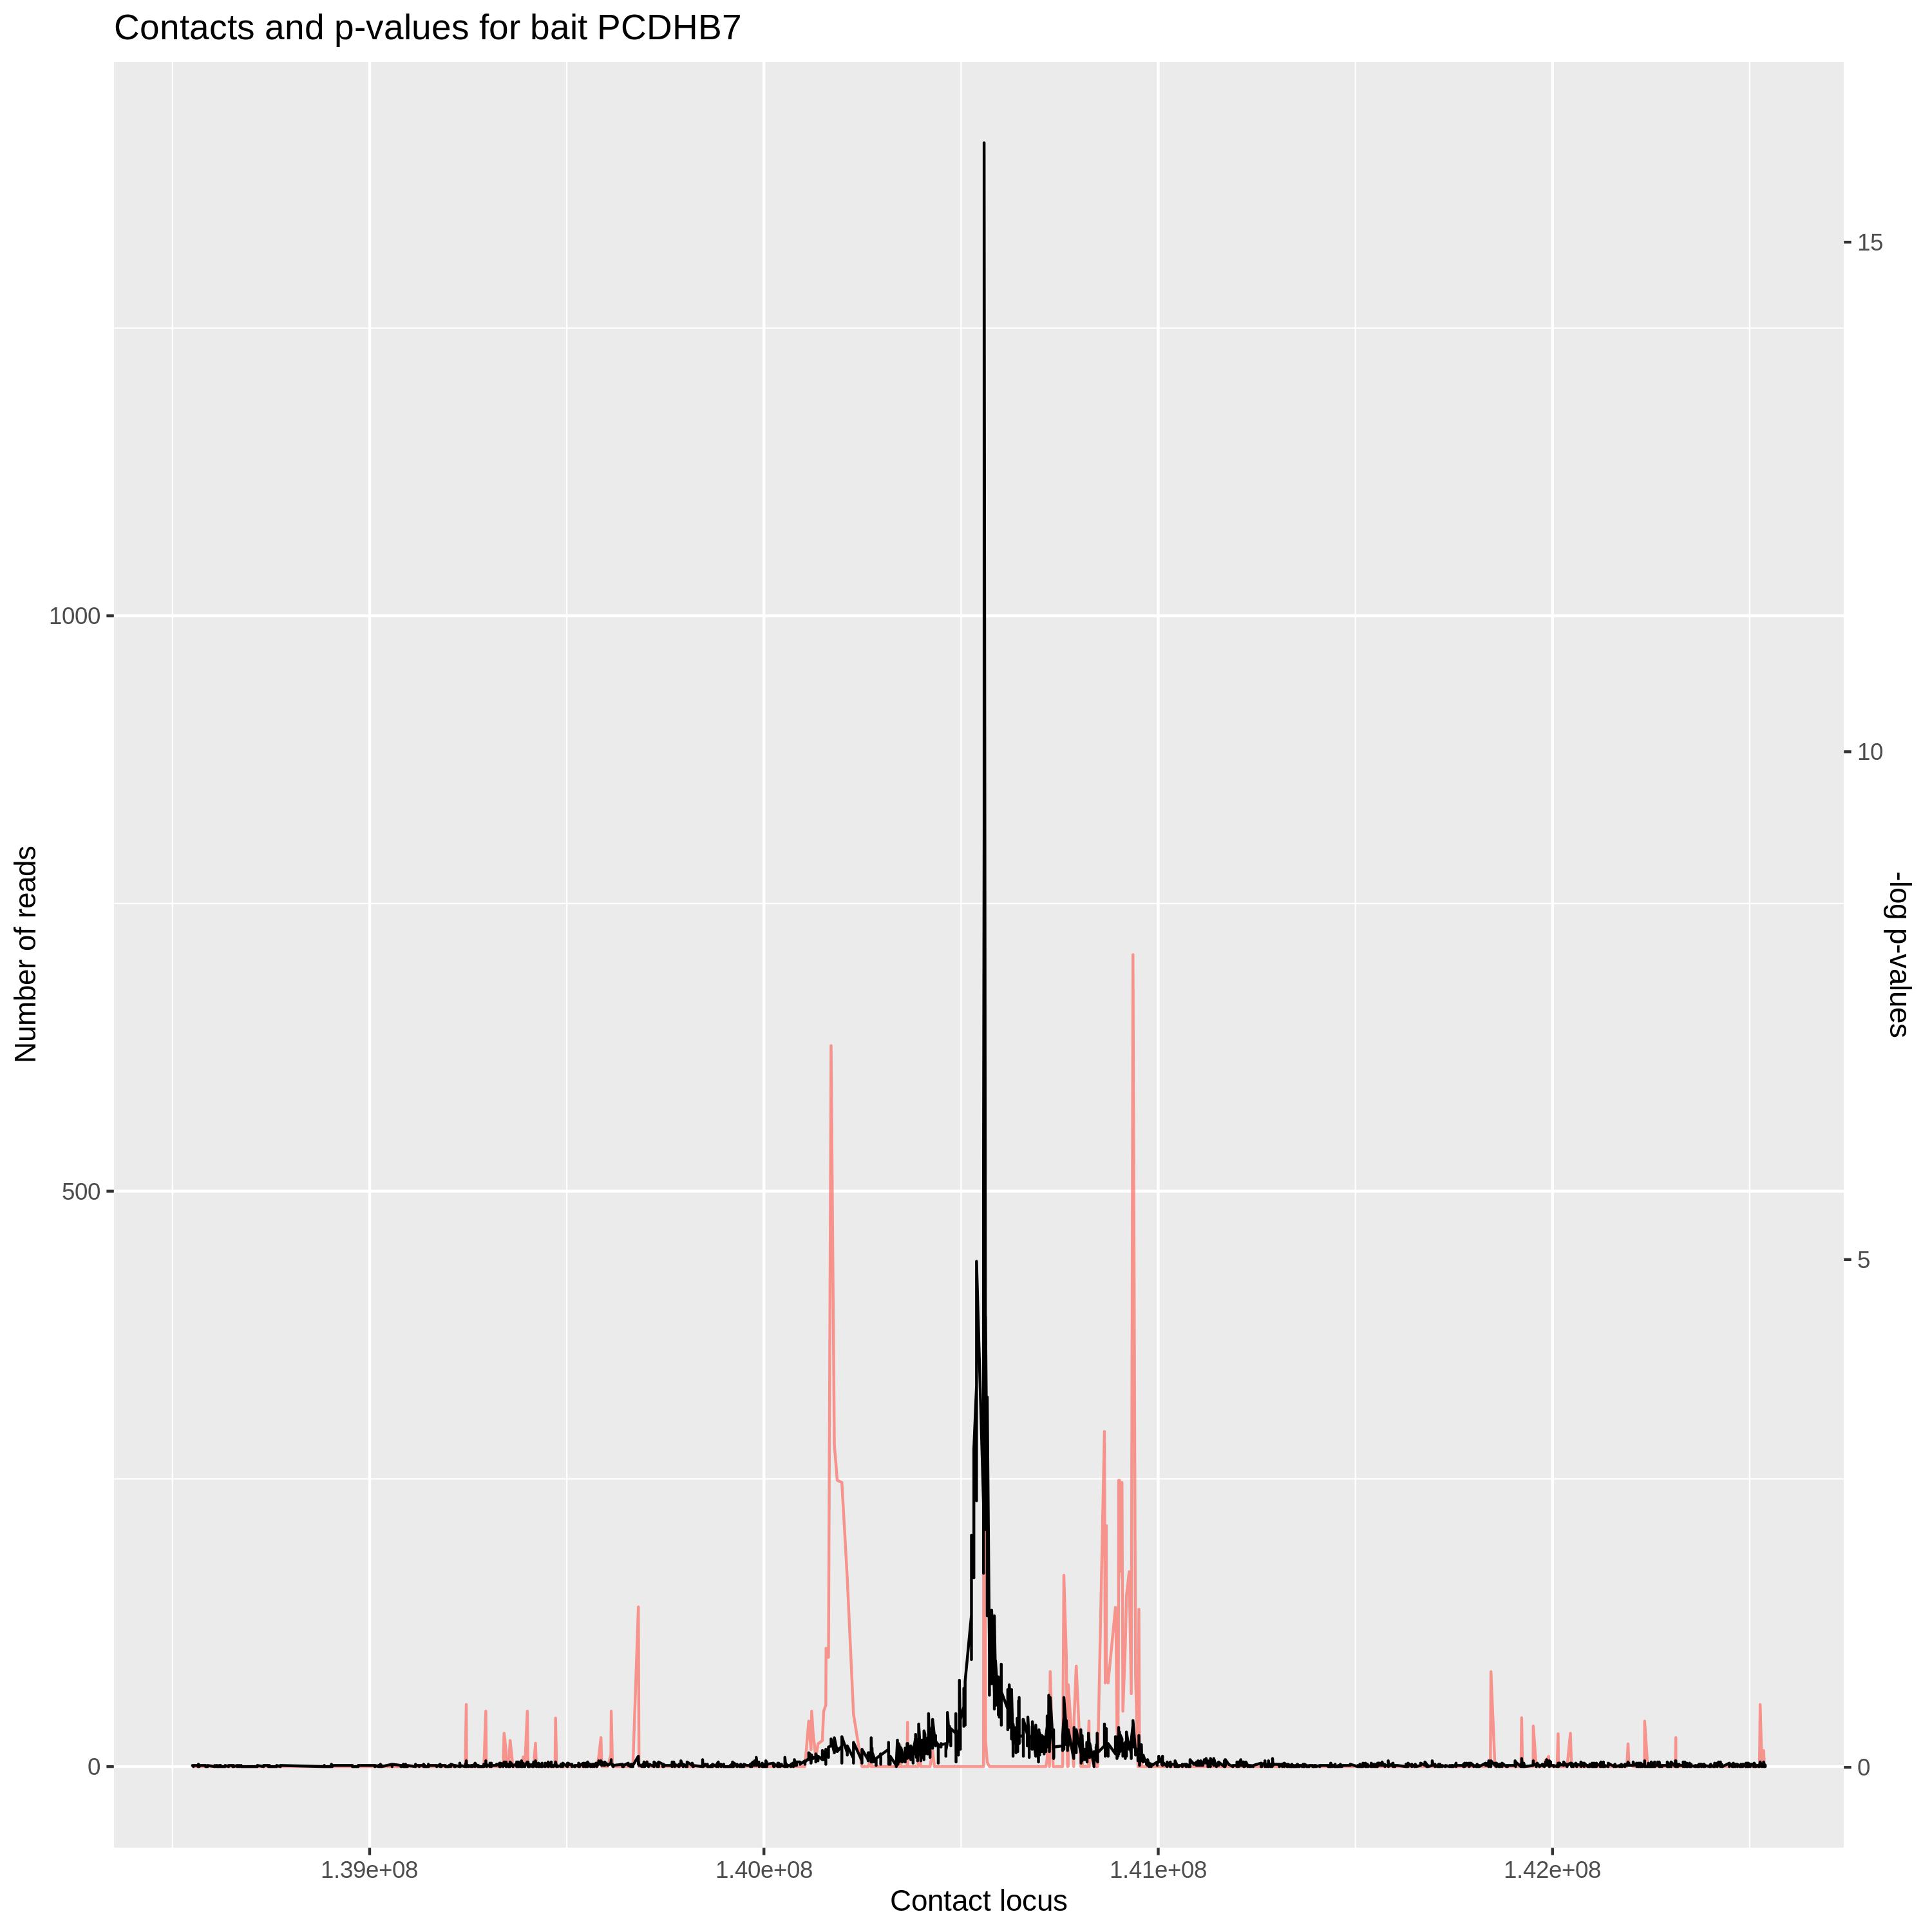 Contacts and p-values for bait PCDHB7
Number of reads
1000
500
0
15
10
5
0
-log p-values
1.39e+08
1.40e+08
1.41e+08
1.42e+08
Contact locus